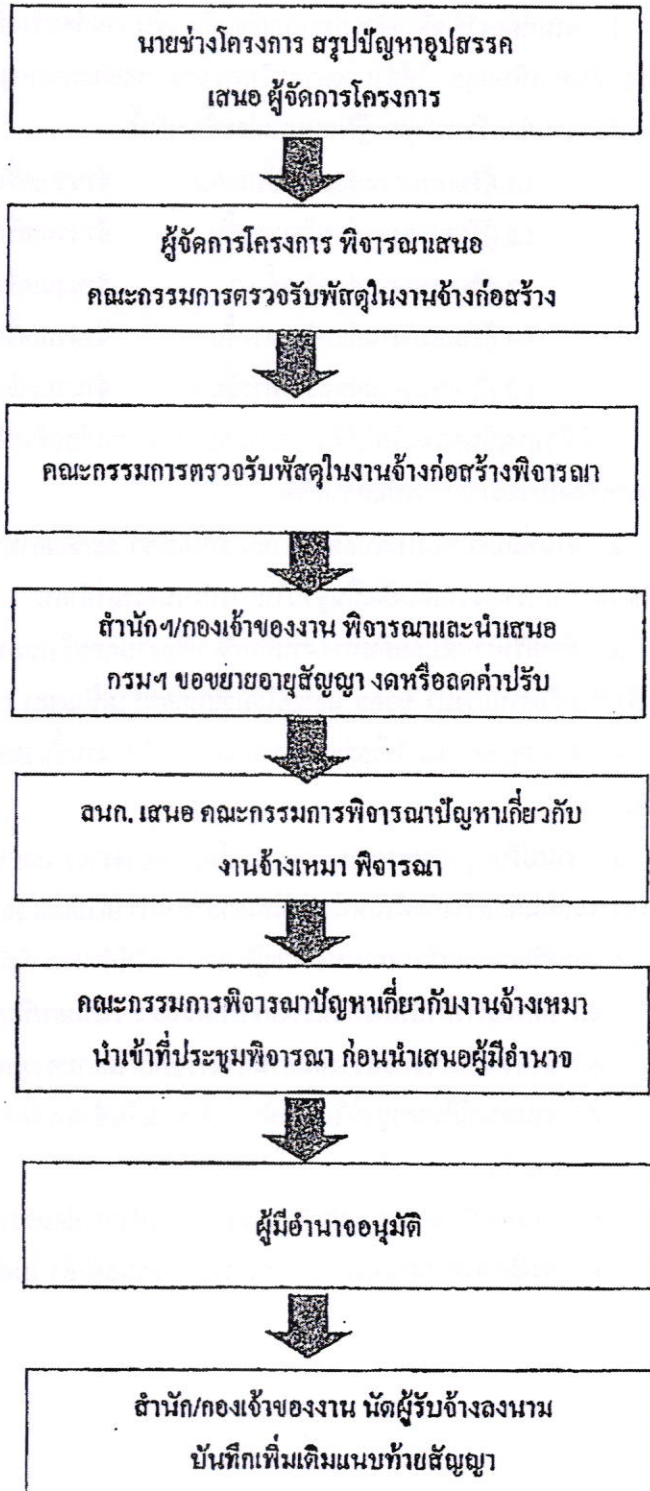 นายช่างโครงการ สรุปปัญหาอุปสรรค
เสนอ ผู้จัดการโครงการ
ผู้จัดการโครงการ พิจารณาเสนอ
คณะกรรมการตรวจรับพัสดุในงานจ้างก่อสร้าง
คณะกรรมการตรวจรับพัสดุในงานจ้างก่อสร้างพิจารณา
สำนักฯ/กองเจ้าของงาน พิจารณาและนำเสนอ
กรมฯ ขอขยายอายุสัญญา งดหรือลดค่าปรับ
ลนก. เสนอ คณะกรรมการพิจารณาปัญหาเกี่ยวกับ
งานจ้างเหมา พิจารณา
คณะกรรมการพิจารณาปัญหาเกี่ยวกับงานจ้างเหมา
นำเข้าที่ประชุมพิจารณา ก่อนนำเสนอผู้มีอำนาจ
ผู้มีอำนาจอนุมัติ
สำนัก/กองเจ้าของงาน นัดผู้รับจ้างลงนาม
บันทึกเพิ่มเติมแนบท้ายสัญญา